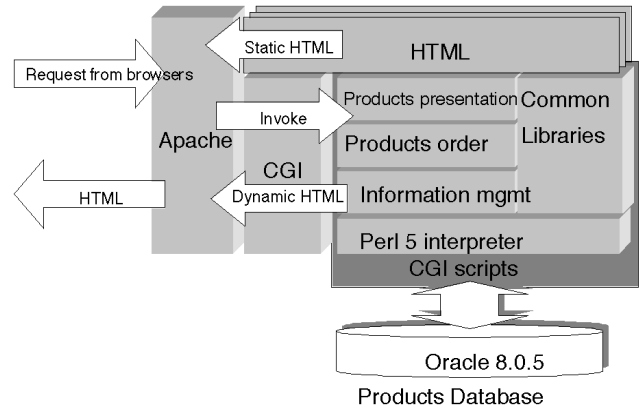 Static HTML
HTML
Request from browsers
Products presentation
Common
Libraries
Invoke
Apache
Products order
CGI
HTML
Dynamic HTML
Information mgmt
Perl 5 interpreter
CGI scripts
Oracle 8.0.5
Products Database